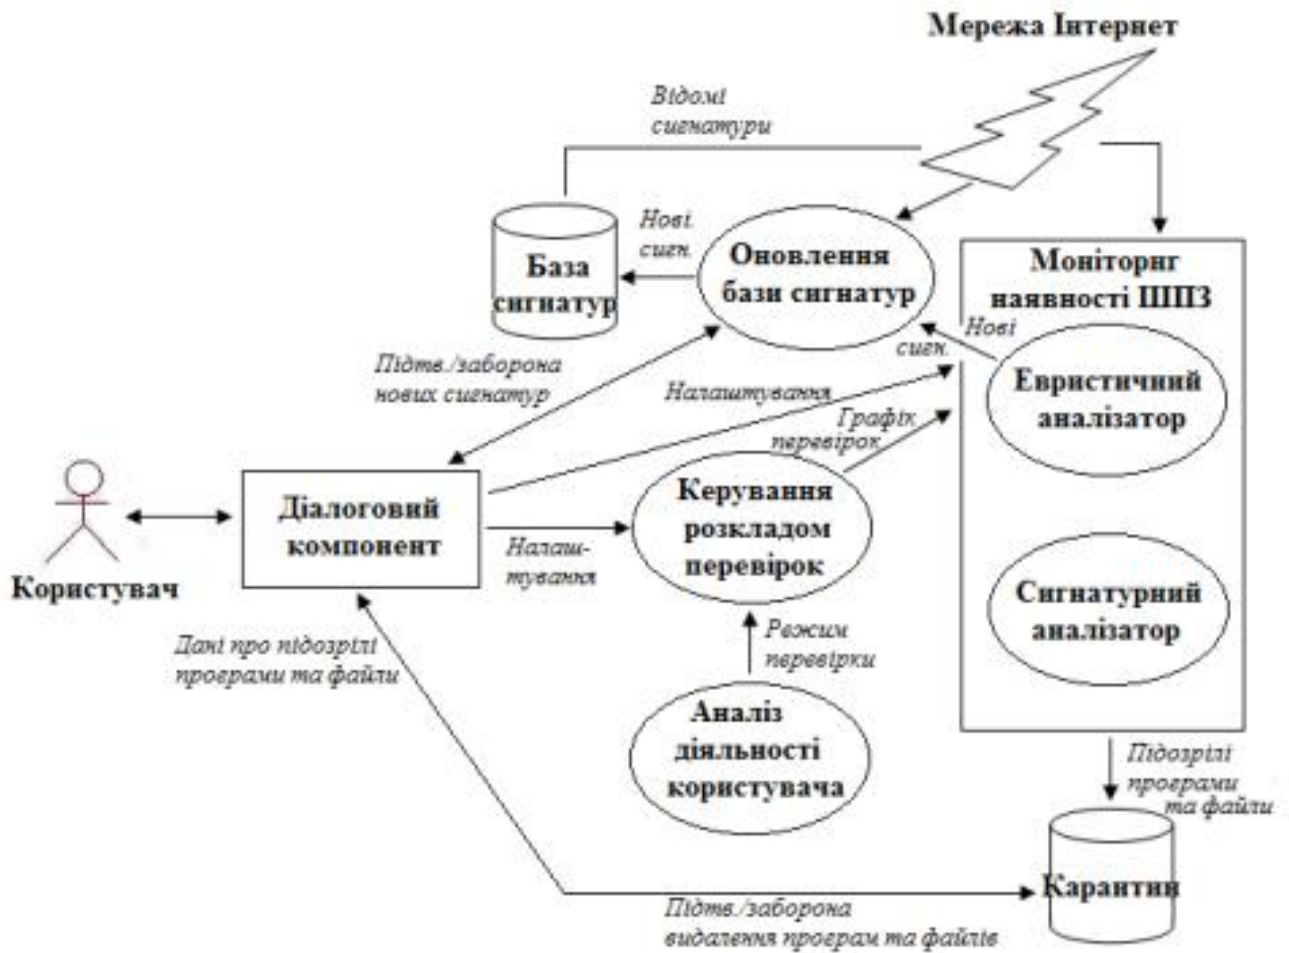 Мережа Інтернет
Відомі
сигнатури
Нові
сигн.
База
сигнатур
Оновлення
бази сигнатур
Моніторнг
наявності ШПЗ
Нові
сигн.
Евристичний
аналізатор
Підтв./заборона
нових сигнатур
Налаштування
Графік
перевірок
Керування
розкладом
перевірок
Діалоговий
компонент
Користувач
Налаш-
тування
Сигнатурний
аналізатор
Дані про підозрілі
програми та файли
Режим
перевірки
Аналіз
діяльності
користувача
Підозрілі
програми
та файли
Карантин
Підтв./заборона
видалення програм та файлів